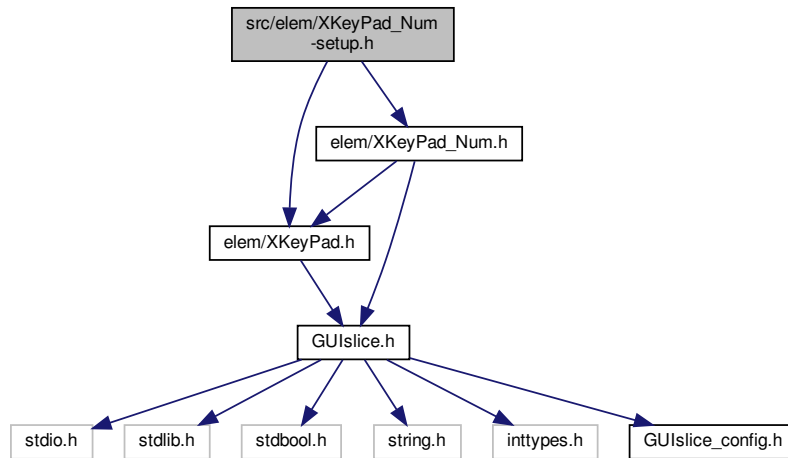 src/elem/XKeyPad_Num
-setup.h
elem/XKeyPad_Num.h
elem/XKeyPad.h
GUIslice.h
stdio.h
stdlib.h
stdbool.h
string.h
inttypes.h
GUIslice_config.h